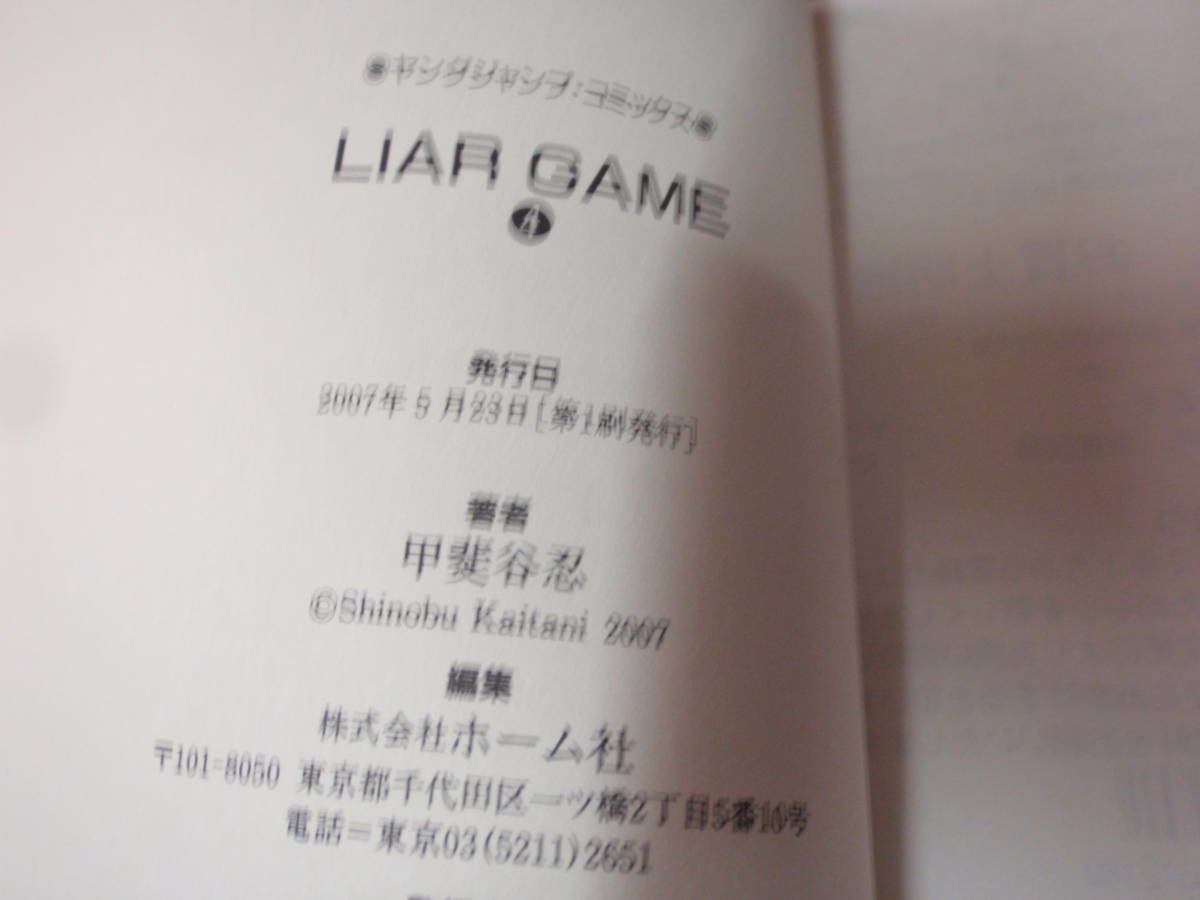 ●ヤングジャンプ・コミックス●
LIAR GAME
4
発行日
2007年5月23日[第1刷発行]
著者
甲斐谷忍
©Shinobu Kaitani 2007
編集
株式会社ホーム社
〒101=8050 東京都千代田区一ツ橋2丁目5番10号
電話=東京03(5211)2651